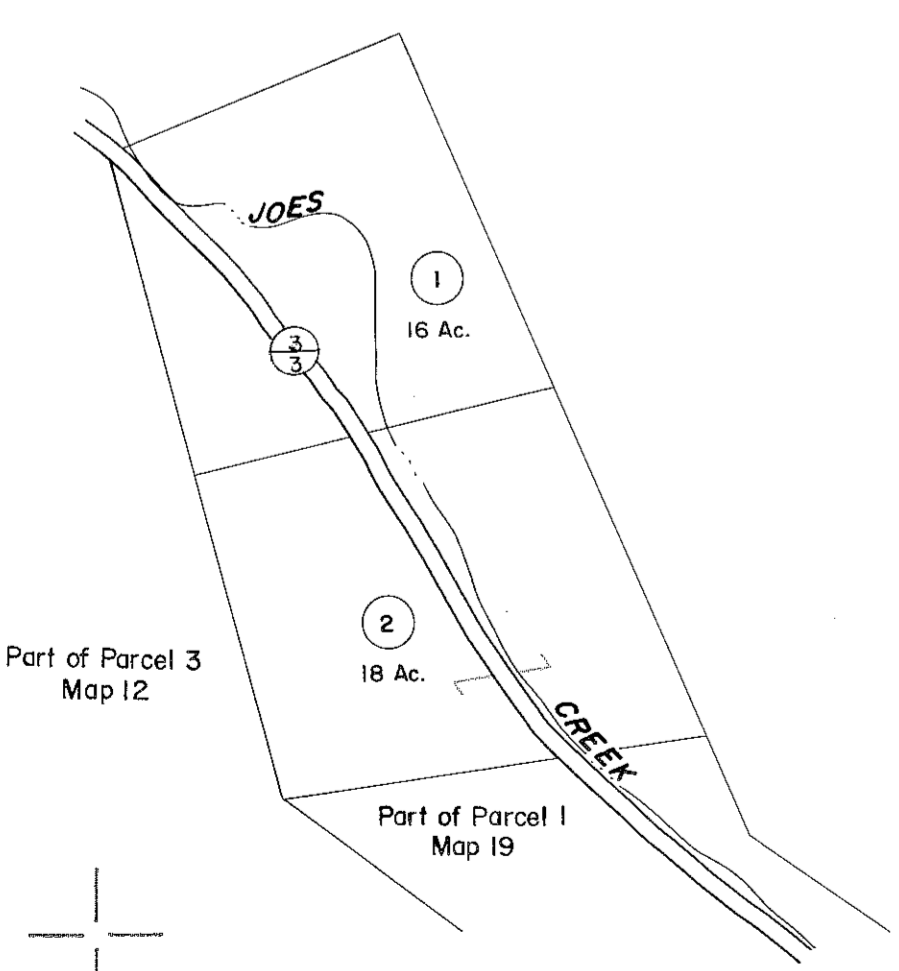 JOES
1
16 Ac.
3
3
2
18 Ac.
Part of Parcel 3
Map 12
CREEK
Part of Parcel 1
Map 19